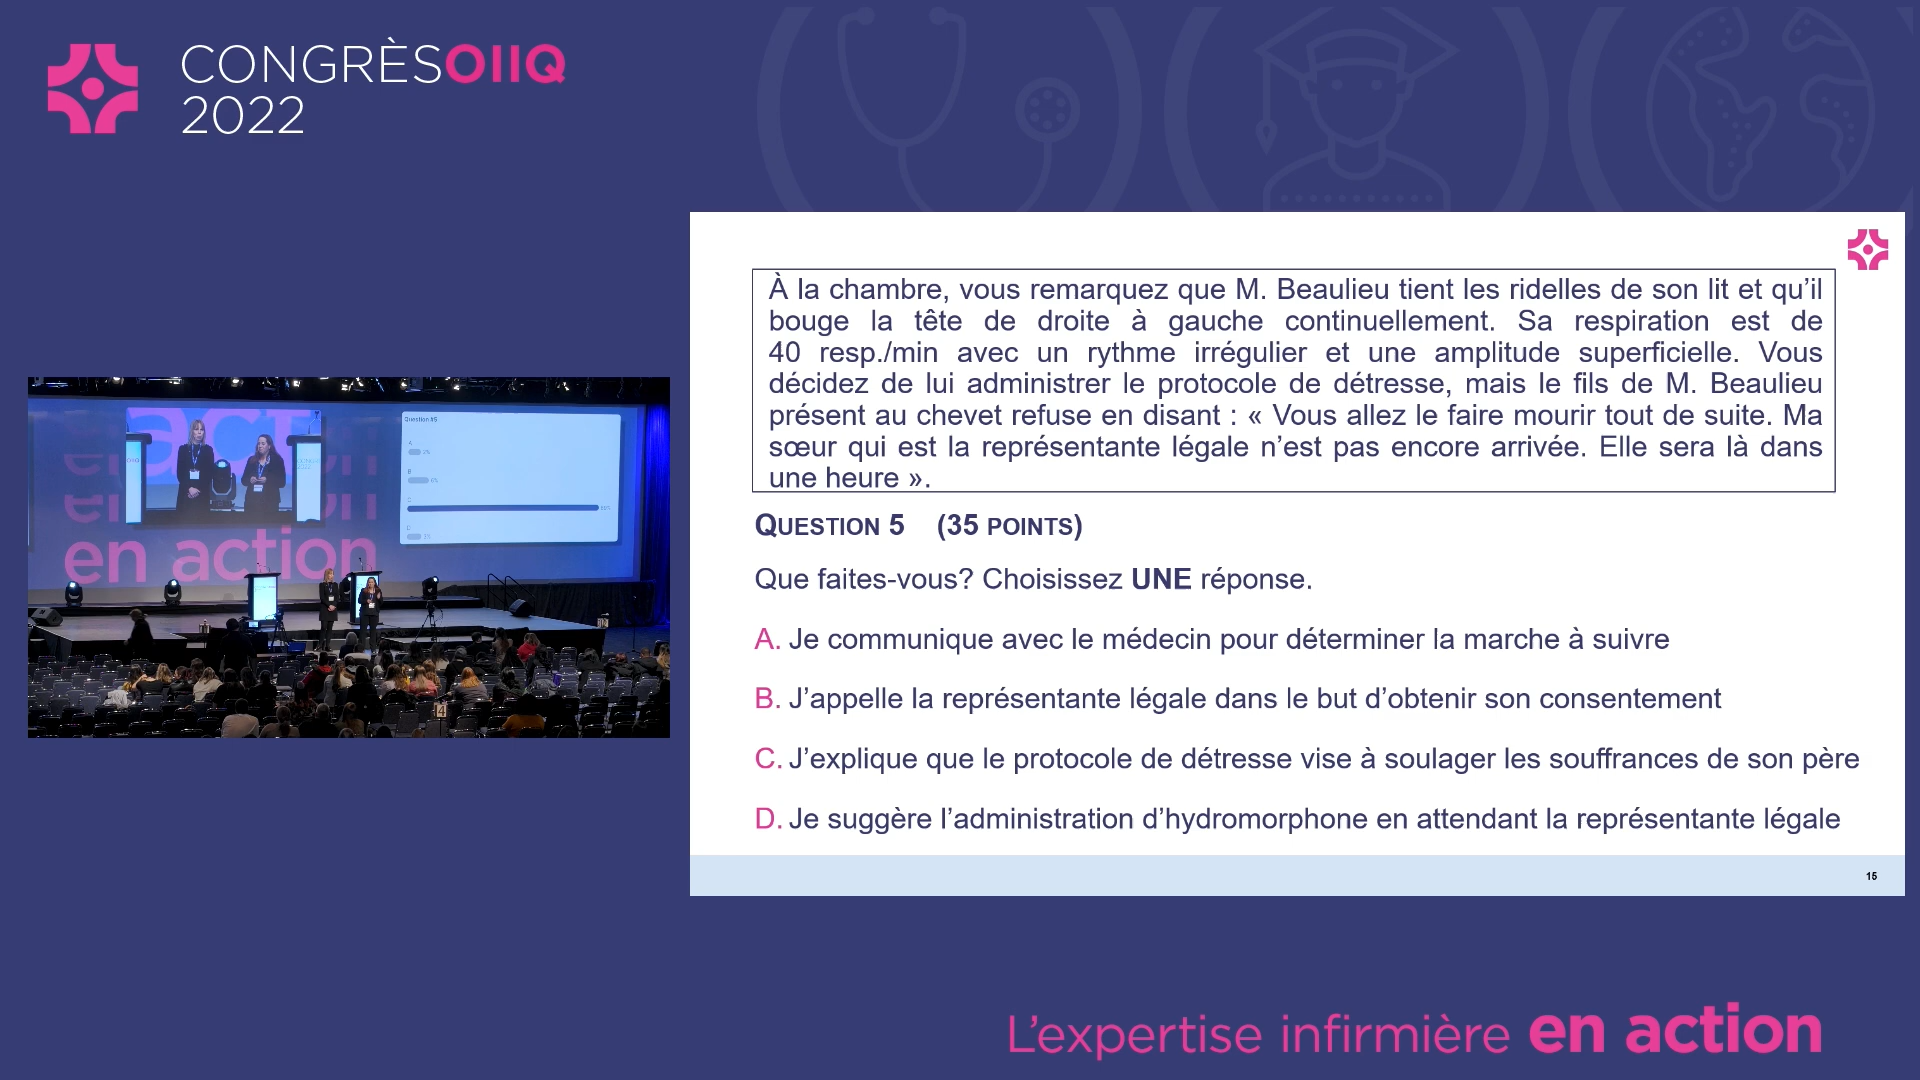 CONGRÈSOIIQ
2022
À la chambre, vous remarquez que M. Beaulieu tient les ridelles de son lit et qu’il
bouge la tête de droite à gauche continuellement. Sa respiration est de
40 resp./min avec un rythme irrégulier et une amplitude superficielle. Vous
décidez de lui administrer le protocole de détresse, mais le fils de M. Beaulieu
présent au chevet refuse en disant : « Vous allez le faire mourir tout de suite. Ma
sœur qui est la représentante légale n’est pas encore arrivée. Elle sera là dans
une heure ».
QUESTION 5 (35 POINTS)
Que faites-vous? Choisissez UNE réponse.
A. Je communique avec le médecin pour déterminer la marche à suivre
B. J’appelle la représentante légale dans le but d’obtenir son consentement
C. J’explique que le protocole de détresse vise à soulager les souffrances de son père
D. Je suggère l’administration d’hydromorphone en attendant la représentante légale
15
Question #5
A
B
en action
4
L’expertise infirmière en action